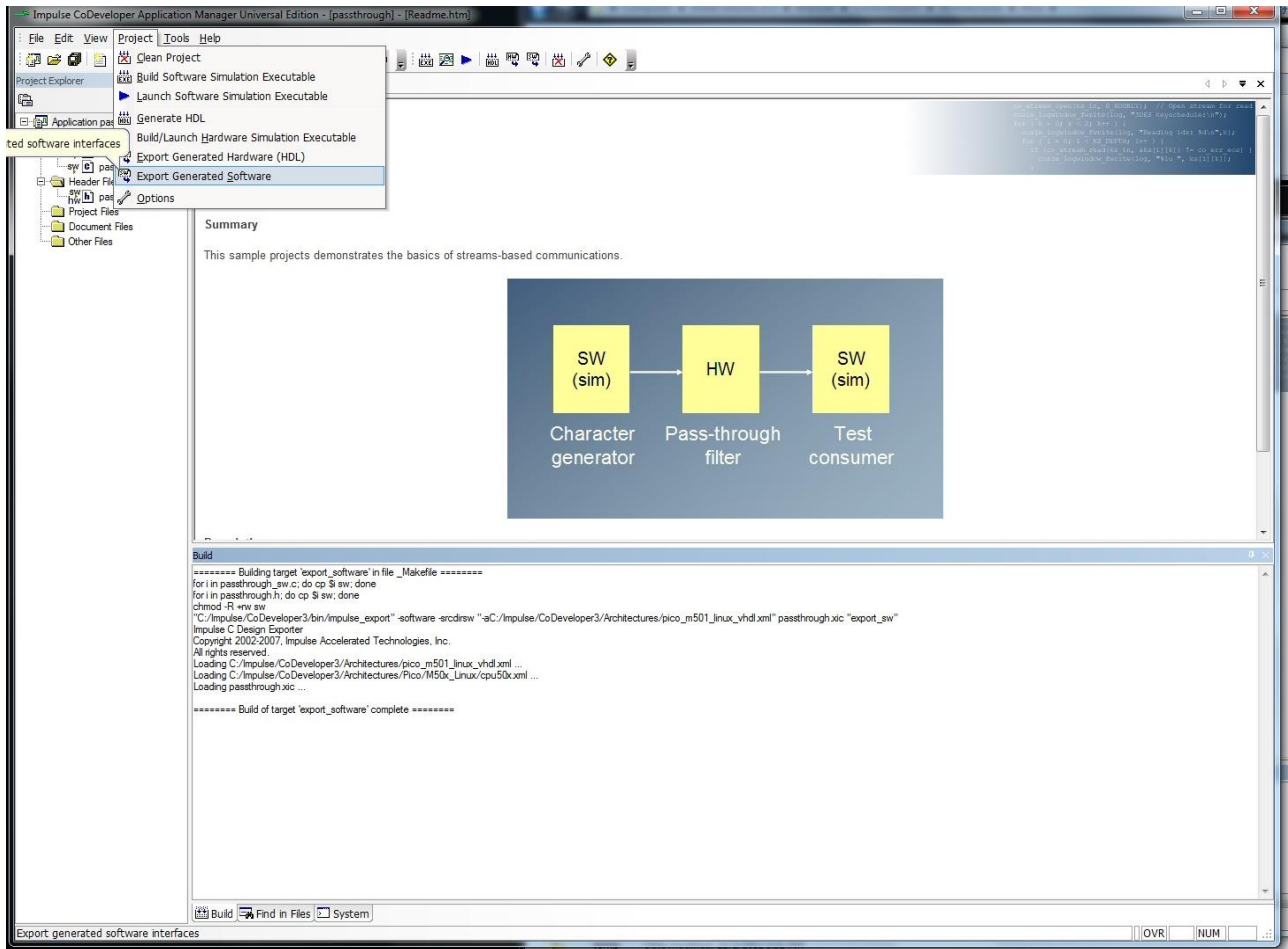 Impulse CoDeveloper Application Manager Universal Edition - [passthrough] - [Readme.htm]
File Edit View Project Tools Help
Clean Project
Build Software Simulation Executable
Launch Software Simulation Executable
Generate HDL
Build/Launch Hardware Simulation Executable
Export Generated Hardware (HDL)
Export Generated Software
Options
Project Explorer
Application pas
ted software interfaces
pas
Header File
pas
Project Files
Document Files
Other Files
Summary
This sample projects demonstrates the basics of streams-based communications.
SW
(sim)
HW
SW
(sim)
Character
generator
Pass-through
filter
Test
consumer
Build
======== Building target 'export_software' in file _Makefile ========
for i in passthrough_sw.c; do cp $i sw; done
for i in passthrough.h; do cp $i sw; done
chmod -R +rw sw
"C:/Impulse/CoDeveloper3/bin/impulse_export" -software -srcdirsw "-aC:/Impulse/CoDeveloper3/Architectures/pico_m501_linux_vhdl.xml" passthrough.xic "export_sw"
Impulse C Design Exporter
Copyright 2002-2007, Impulse Accelerated Technologies, Inc.
All rights reserved.
Loading C:/Impulse/CoDeveloper3/Architectures/pico_m501_linux_vhdl.xml ...
Loading C:/Impulse/CoDeveloper3/Architectures/Pico/M50x_Linux/cpu50x.xml ...
Loading passthrough.xic ...
======== Build of target 'export_software' complete ========
Build Find in Files System
Export generated software interfaces
OVR NUM